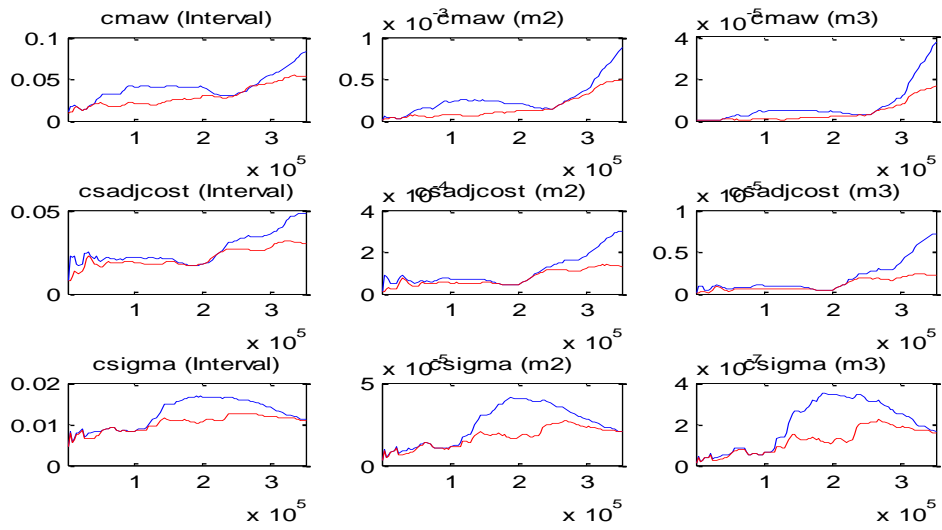 cmaw (Interval)
0.1
0.05
0
1 2 3
x 10^5
x 10^-3
cmaw (m2)
1
0.5
0
1 2 3
x 10^5
x 10^-5
cmaw (m3)
4
2
0
1 2 3
x 10^5
csadjcost (Interval)
0.05
0
1 2 3
x 10^5
x 10^-4
csadjcost (m2)
4
2
0
1 2 3
x 10^5
x 10^-5
csadjcost (m3)
1
0.5
0
1 2 3
x 10^5
csigma (Interval)
0.02
0.01
0
1 2 3
x 10^5
x 10^-5
csigma (m2)
5
0
1 2 3
x 10^5
x 10^-7
csigma (m3)
4
2
0
1 2 3
x 10^5